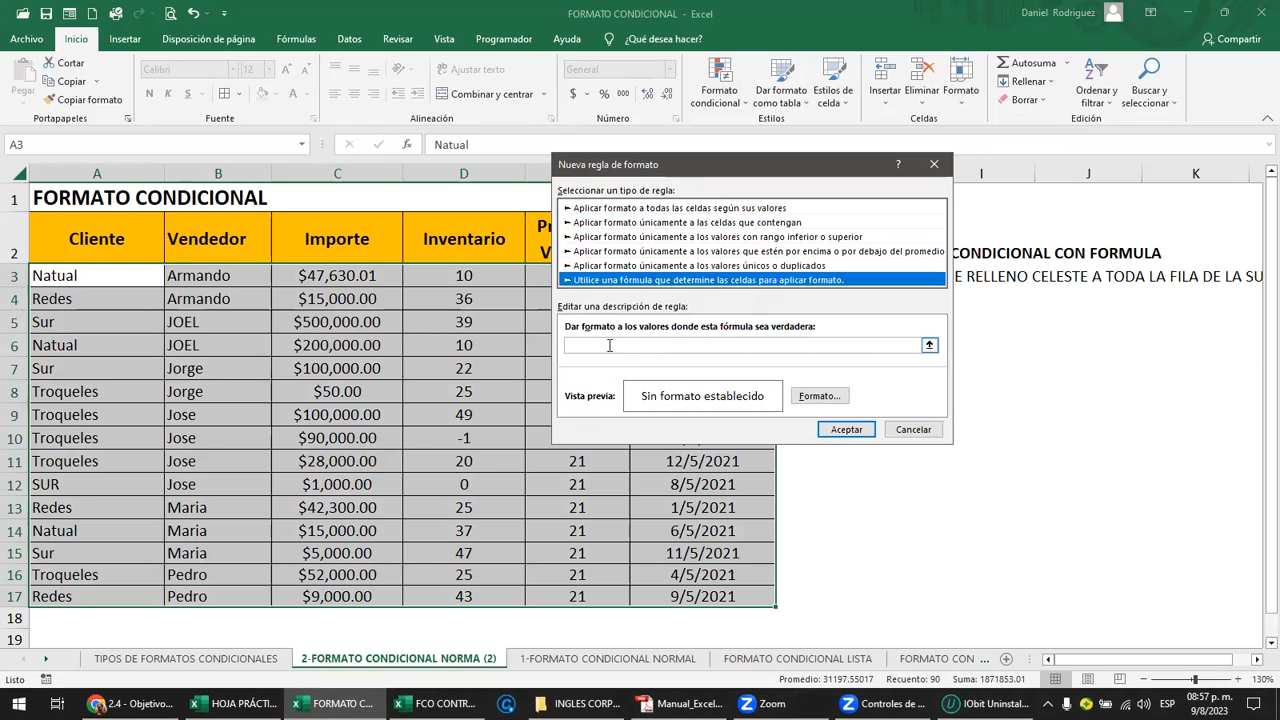 FORMATO CONDICIONAL - Excel
Daniel Rodriguez
Archivo Inicio Insertar Disposición de página Fórmulas Datos Revisar Vista Programador Ayuda ¿Qué desea hacer? Compartir
Pegar
Cortar
Copiar
Copiar formato
Portapapeles
Calibri 12
N K S
Fuente
Ajustar texto
Combinar y centrar
Alineación
General
$ % 000
Número
Formato condicional
Dar formato como tabla
Estilos de celda
Estilos
Insertar
Eliminar
Formato
Celdas
Autosuma
Rellenar
Borrar
Ordenar y filtrar
Buscar y seleccionar
Edición
A3
fx
Natual
A B C D I J K
1 FORMATO CONDICIONAL
2 Cliente Vendedor Importe Inventario
3 Natual Armando $47,630.01 10
4 Redes Armando $15,000.00 36
5 Sur JOEL $500,000.00 39
6 Natual JOEL $200,000.00 10
7 Sur Jorge $100,000.00 22
8 Troqueles Jorge $50.00 25
9 Troqueles Jose $100,000.00 49
10 Troqueles Jose $90,000.00 -1
11 Troqueles Jose $28,000.00 20 21 12/5/2021
12 SUR Jose $1,000.00 0 21 8/5/2021
13 Redes Maria $42,300.00 25 21 1/5/2021
14 Natual Maria $15,000.00 37 21 6/5/2021
15 Sur Maria $5,000.00 47 21 11/5/2021
16 Troqueles Pedro $52,000.00 25 21 4/5/2021
17 Redes Pedro $9,000.00 43 21 9/5/2021
18
19
CONDICIONAL CON FORMULA
E RELLENO CELESTE A TODA LA FILA DE LA SU
Nueva regla de formato ?
Seleccionar un tipo de regla:
► Aplicar formato a todas las celdas según sus valores
► Aplicar formato únicamente a las celdas que contengan
► Aplicar formato únicamente a los valores con rango inferior o superior
► Aplicar formato únicamente a los valores que estén por encima o por debajo del promedio
► Aplicar formato únicamente a los valores únicos o duplicados
► Utilice una fórmula que determine las celdas para aplicar formato.
Editar una descripción de regla:
Dar formato a los valores donde esta fórmula sea verdadera:
Vista previa: Sin formato establecido Formato...
Aceptar Cancelar
TIPOS DE FORMATOS CONDICIONALES 2-FORMATO CONDICIONAL NORMA (2) 1-FORMATO CONDICIONAL NORMAL FORMATO CONDICIONAL LISTA FORMATO CON ...
Listo
Promedio: 31197.55017 Recuento: 90 Suma: 1871853.01
130%
2.4 - Objetivo... HOJA PRÁCTI... FORMATO C... FCO CONTR... INGLES CORP... Manual_Exce... Zoom Controles de ... IObit Uninstal...
ESP
08:57 p. m.
9/8/2023